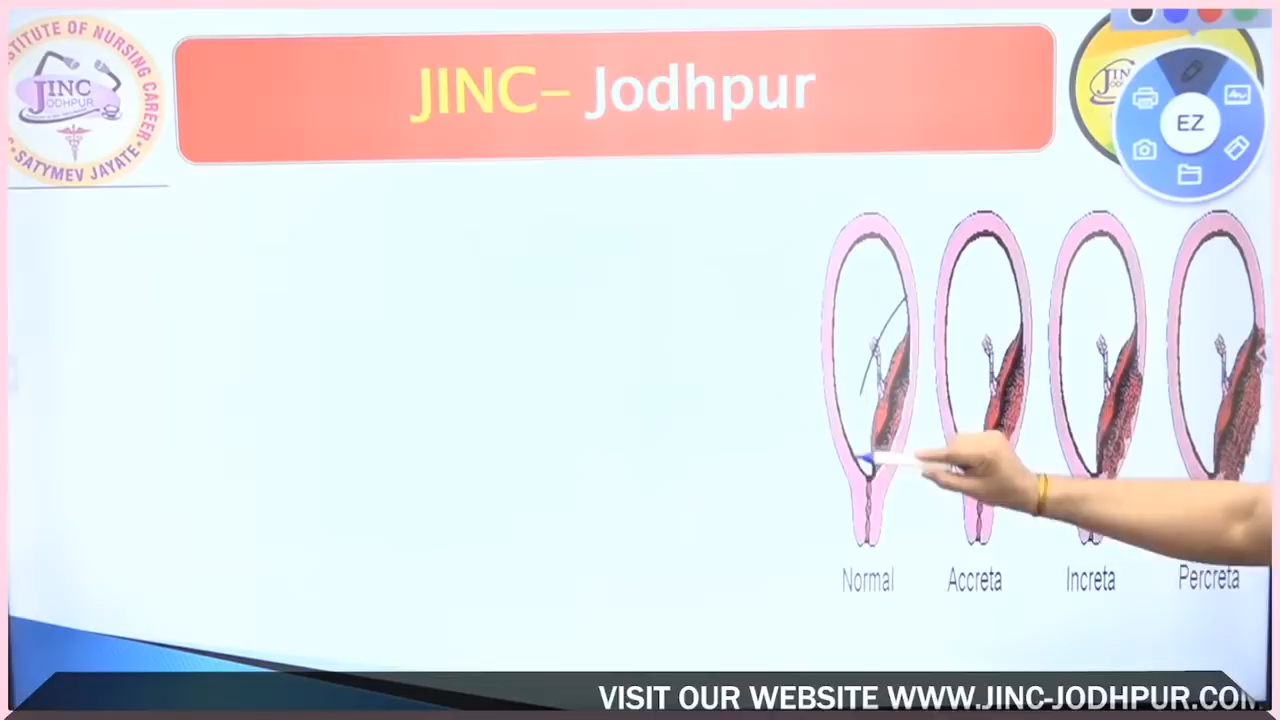 JINC– Jodhpur
INSTITUTE OF NURSING CAREER
JINC
JODHPUR
SATYMEV JAYATE
JIN
EZ
Normal
Accreta
Increta
Percreta
VISIT OUR WEBSITE WWW.JINC-JODHPUR.COM